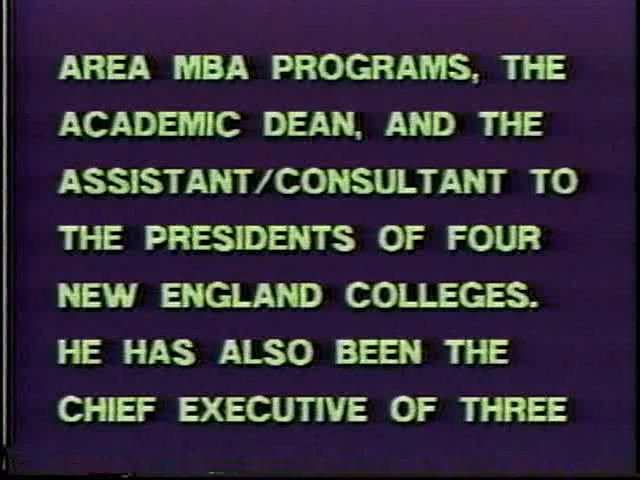 AREA MBA PROGRAMS, THE
ACADEMIC DEAN, AND THE
ASSISTANT/CONSULTANT TO
THE PRESIDENTS OF FOUR
NEW ENGLAND COLLEGES.
HE HAS ALSO BEEN THE
CHIEF EXECUTIVE OF THREE